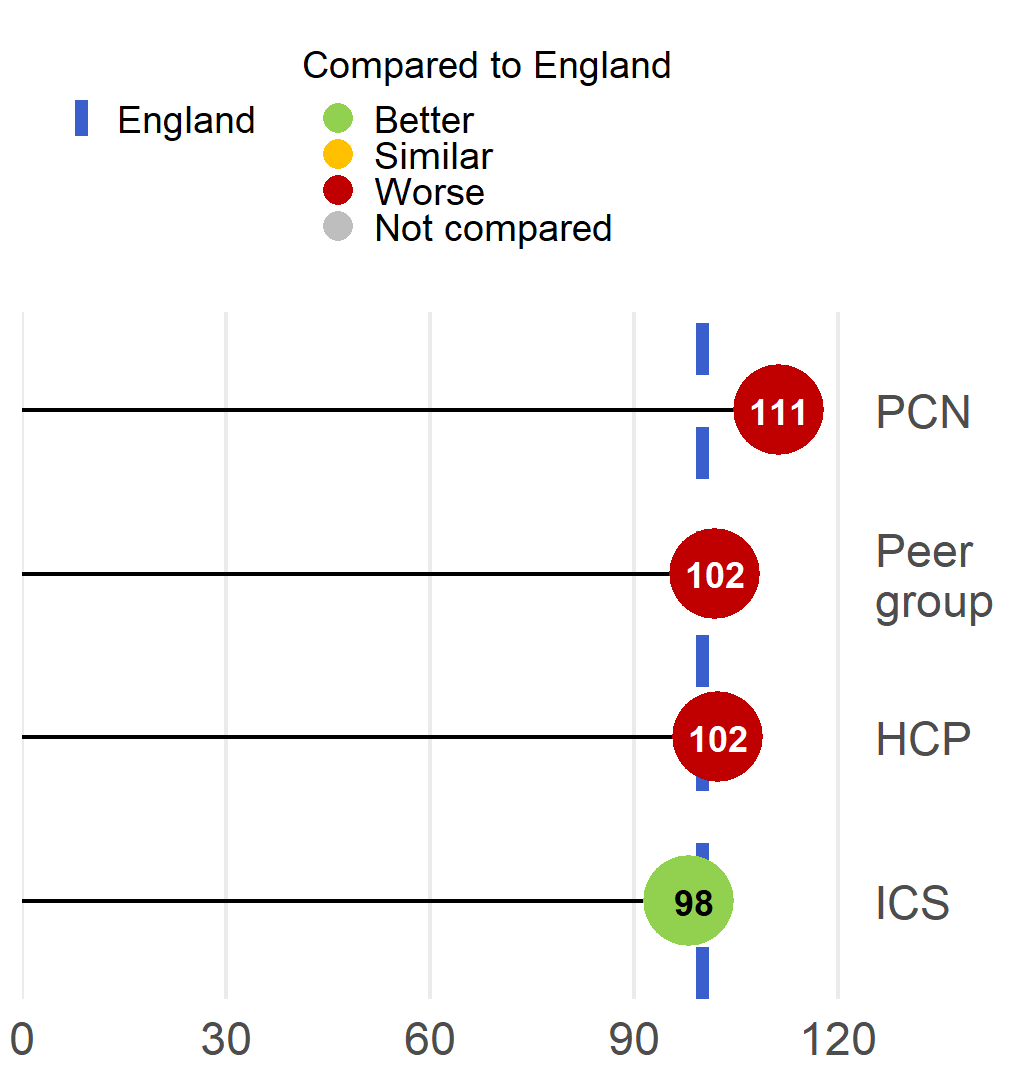 Compared to England
England
Better
Similar
Worse
Not compared
111
PCN
102
Peer
group
102
HCP
98
ICS
0
30
60
90
120